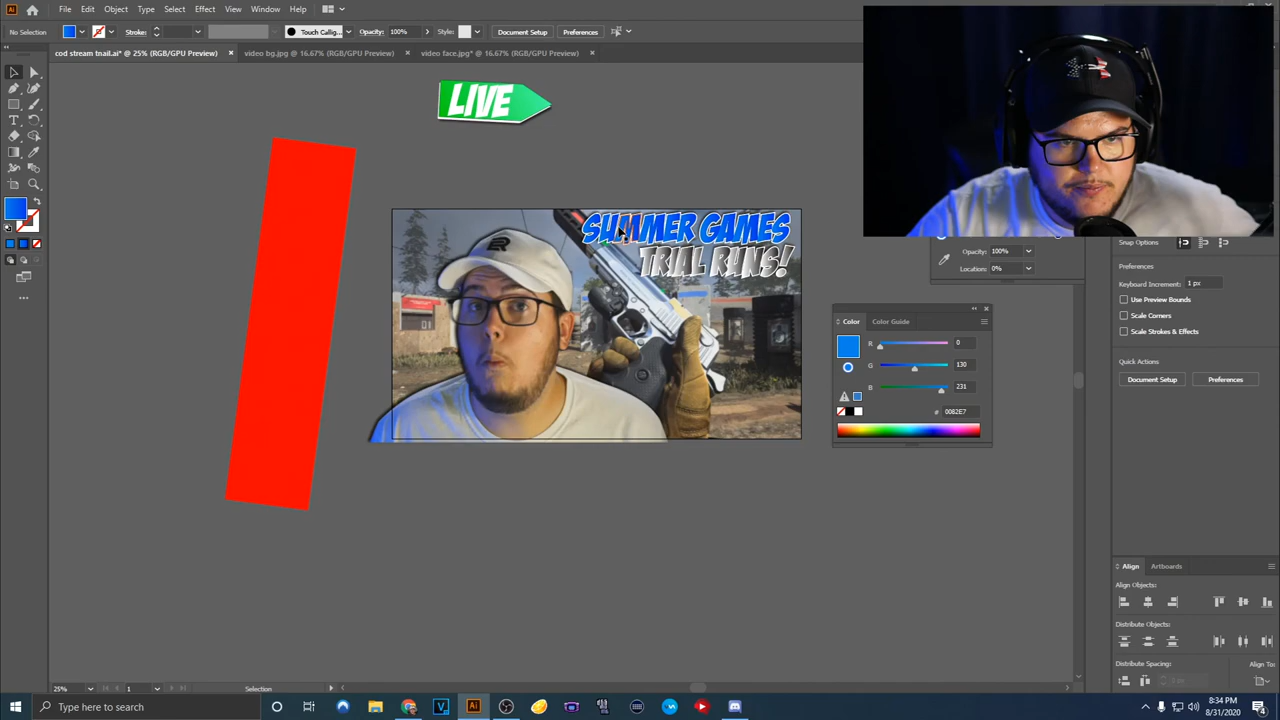 File Edit Object Type Select Effect View Window Help
No Selection Stroke: Touch Callig... Opacity: 100% Style: Document Setup Preferences
cod stream tnail.ai* @ 25% (RGB/GPU Preview) × video bg.jpg @ 16.67% (RGB/GPU Preview) × video face.jpg* @ 16.67% (RGB/GPU Preview) ×
LIVE
SUMMER GAMES
TRIAL RUNS!
Opacity: 100%
Location: 0%
Snap Options
Preferences
Keyboard Increment: 1 px
Use Preview Bounds
Scale Corners
Scale Strokes & Effects
Quick Actions
Document Setup Preferences
Color Color Guide
R 0
G 130
B 231
# 0082E7
Align Artboards
Align Objects:
Distribute Objects:
Distribute Spacing: Align To:
25% 1 Selection
Type here to search
8:34 PM
8/31/2020